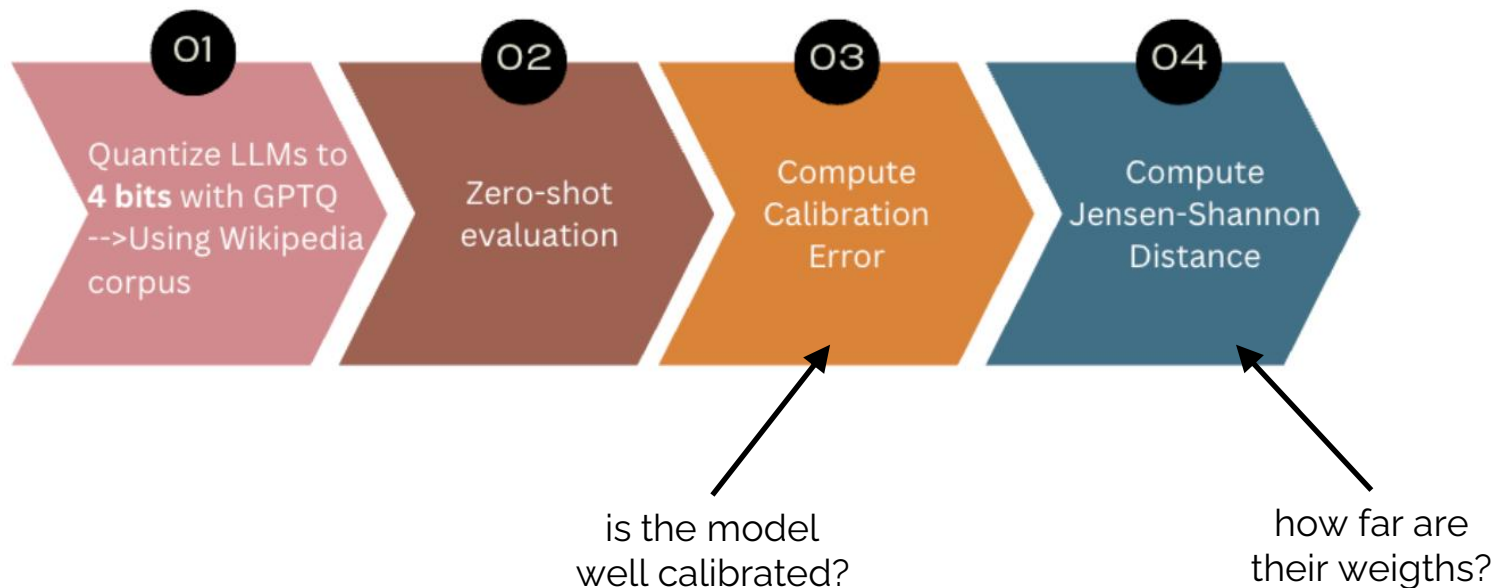 01
Quantize LLMs to
4 bits with GPTQ
-->Using Wikipedia
corpus
02
Zero-shot
evaluation
03
Compute
Calibration
Error
04
Compute
Jensen-Shannon
Distance
is the model
well calibrated?
how far are
their weigths?